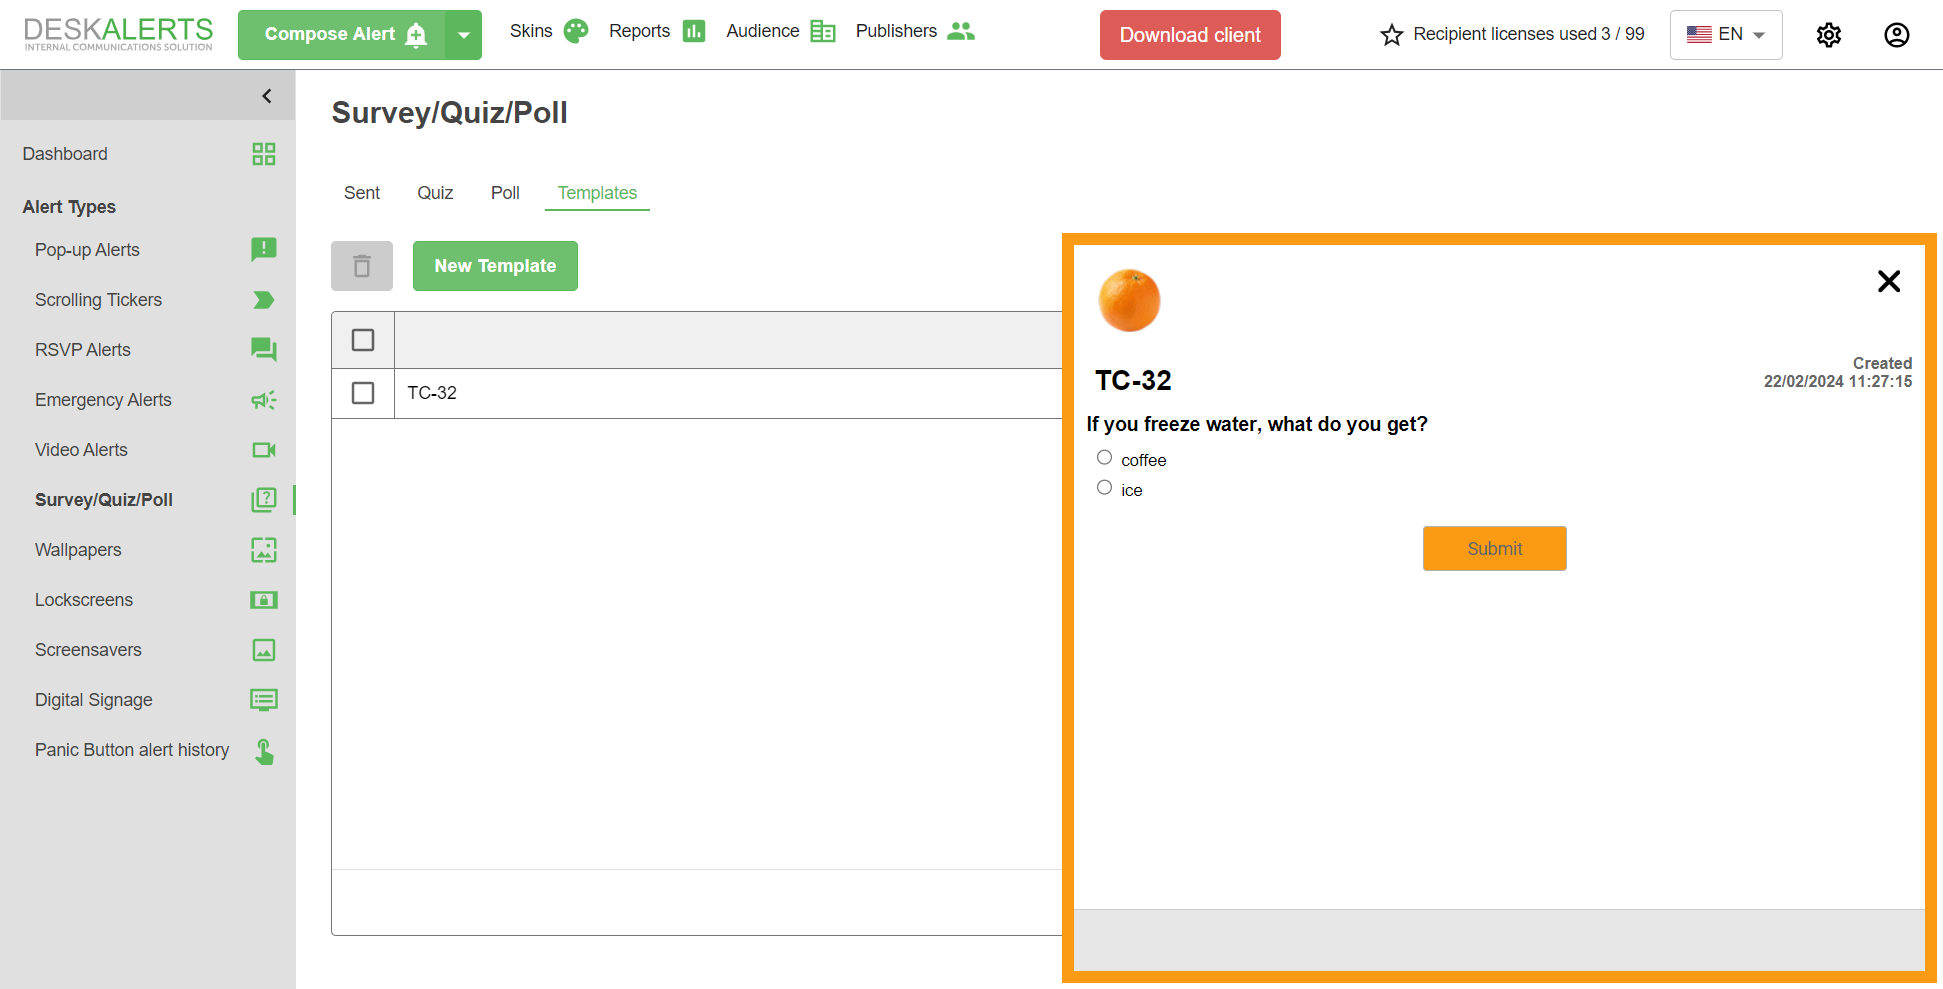 DESKALERTS
INTERNAL COMMUNICATIONS SOLUTION
Compose Alert
Skins
Reports
Audience
Publishers
Download client
Recipient licenses used 3 / 99
EN
Dashboard
Alert Types
Pop-up Alerts
Scrolling Tickers
RSVP Alerts
Emergency Alerts
Video Alerts
Survey/Quiz/Poll
Wallpapers
Lockscreens
Screensavers
Digital Signage
Panic Button alert history
Survey/Quiz/Poll
Sent
Quiz
Poll
Templates
New Template
TC-32
Created
22/02/2024 11:27:15
TC-32
If you freeze water, what do you get?
coffee
ice
Submit